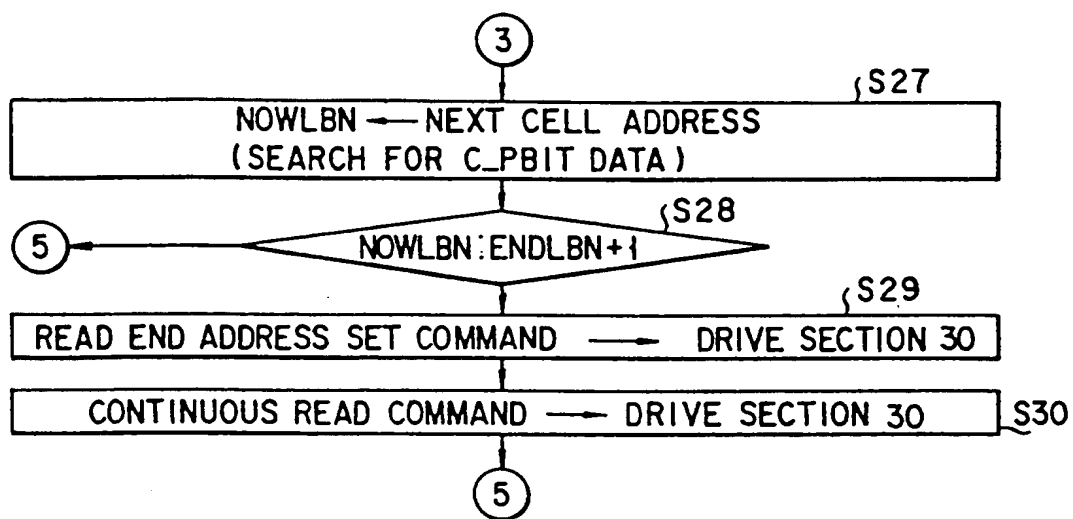 3
S27
NOWLBN ← NEXT CELL ADDRESS
(SEARCH FOR C_PBIT DATA)
S28
5
NOWLBN:ENDLBN+1
S29
READ END ADDRESS SET COMMAND → DRIVE SECTION 30
CONTINUOUS READ COMMAND → DRIVE SECTION 30
S30
5